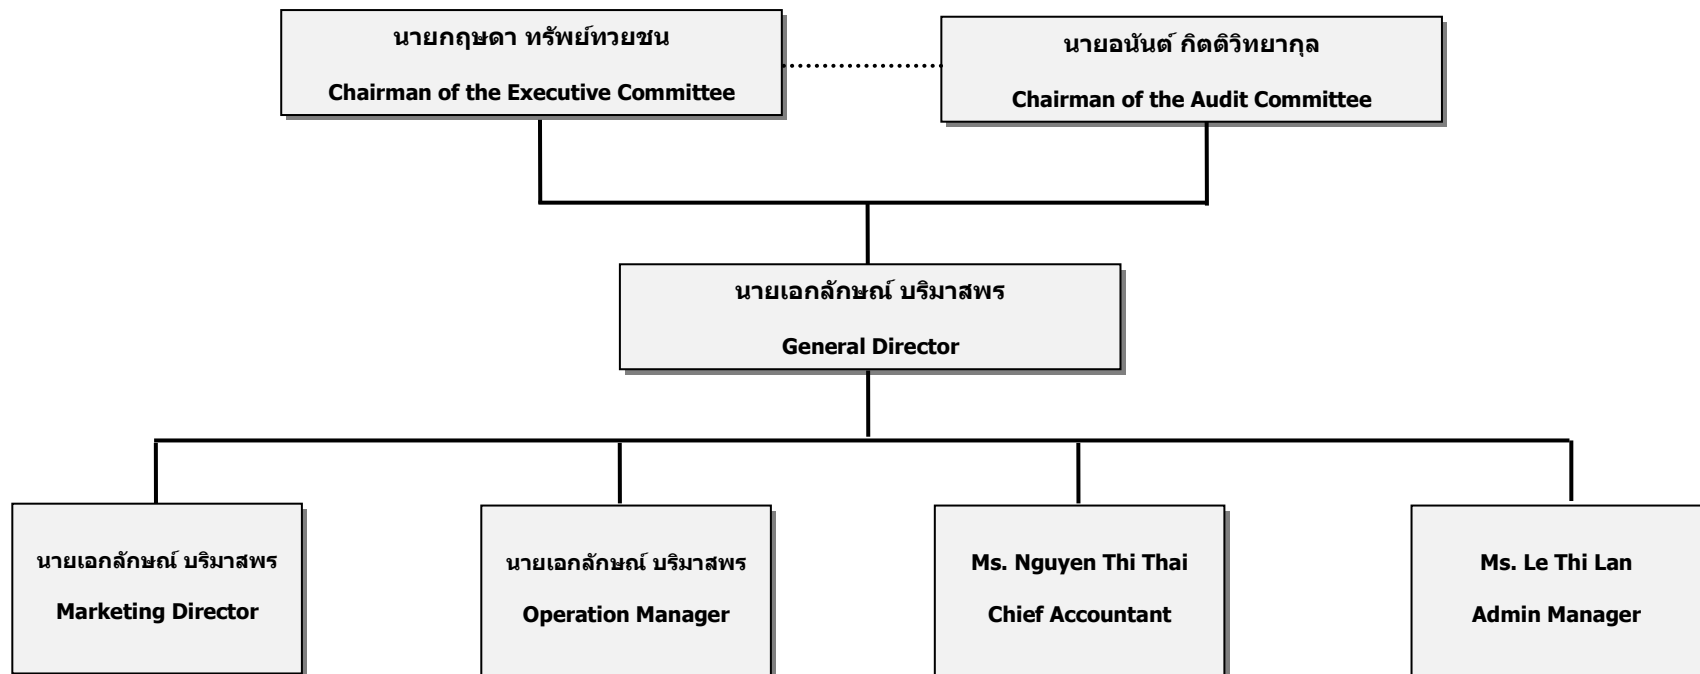 นายกฤษดา ทรัพย์ทวยชน
Chairman of the Executive Committee
นายอนันต์ กิตติวิทยากุล
Chairman of the Audit Committee
นายเอกลักษณ์ บริมาสพร
General Director
นายเอกลักษณ์ บริมาสพร
Marketing Director
นายเอกลักษณ์ บริมาสพร
Operation Manager
Ms. Nguyen Thi Thai
Chief Accountant
Ms. Le Thi Lan
Admin Manager